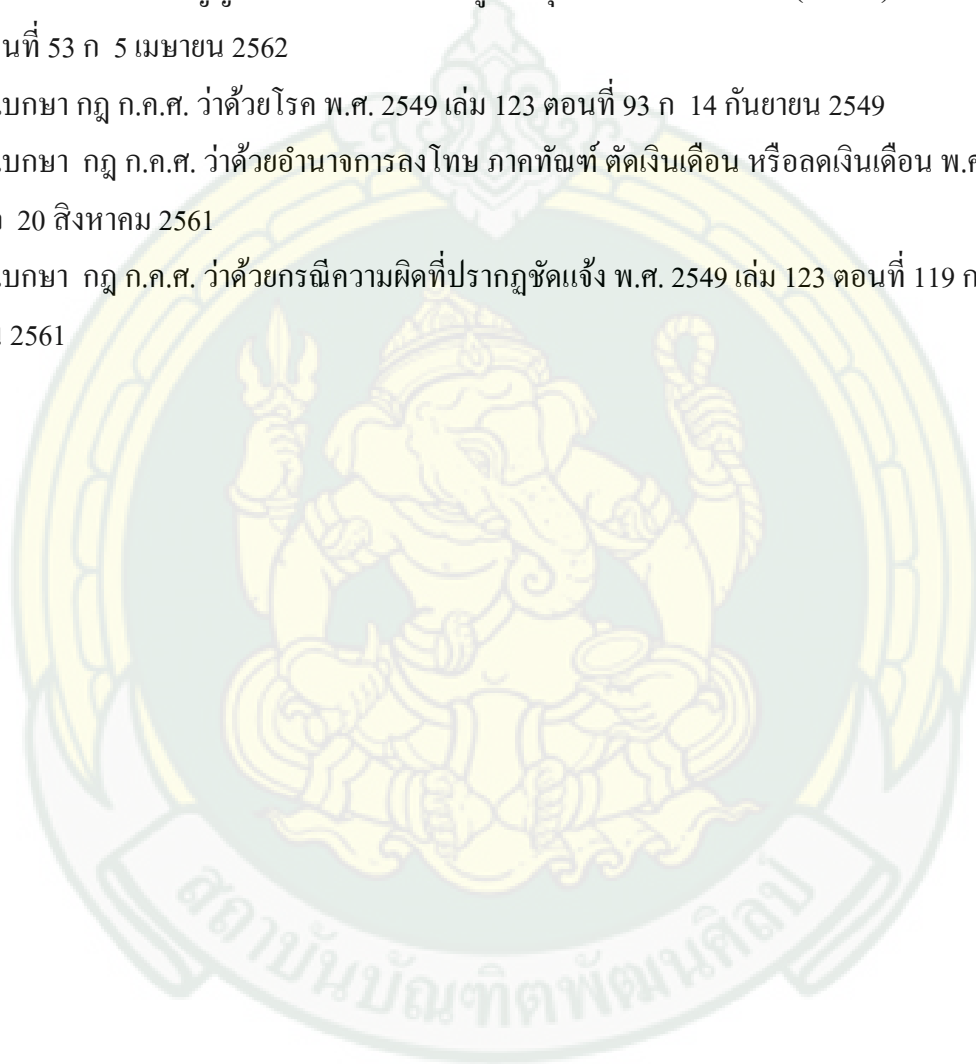 นที่ 53 ก 5 เมษายน 2562
บกษา กฎ ก.ค.ศ. ว่าด้วยโรค พ.ศ. 2549 เล่ม 123 ตอนที่ 93 ก 14 กันยายน 2549
บกษา กฎ ก.ค.ศ. ว่าด้วยอำนาจการลงโทษ ภาคทัณฑ์ ตัดเงินเดือน หรือลดเงินเดือน พ.ศ
20 สิงหาคม 2561
บกษา กฎ ก.ค.ศ. ว่าด้วยกรณีความผิดที่ปรากฏชัดแจ้ง พ.ศ. 2549 เล่ม 123 ตอนที่ 119 ก
2561
สถาบันบัณฑิตพัฒนศิลป์